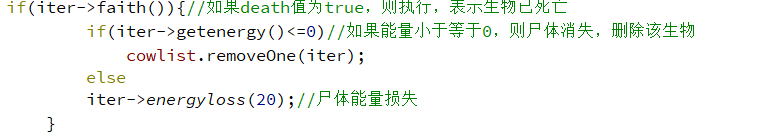 if(iter->faith()){//如果death值为true，则执行，表示生物已死亡
if(iter->getenergy()<=0)//如果能量小于等于0，则尸体消失，删除该生物
cowlist.removeOne(iter);
else
iter->energyloss(20);//尸体能量损失
}